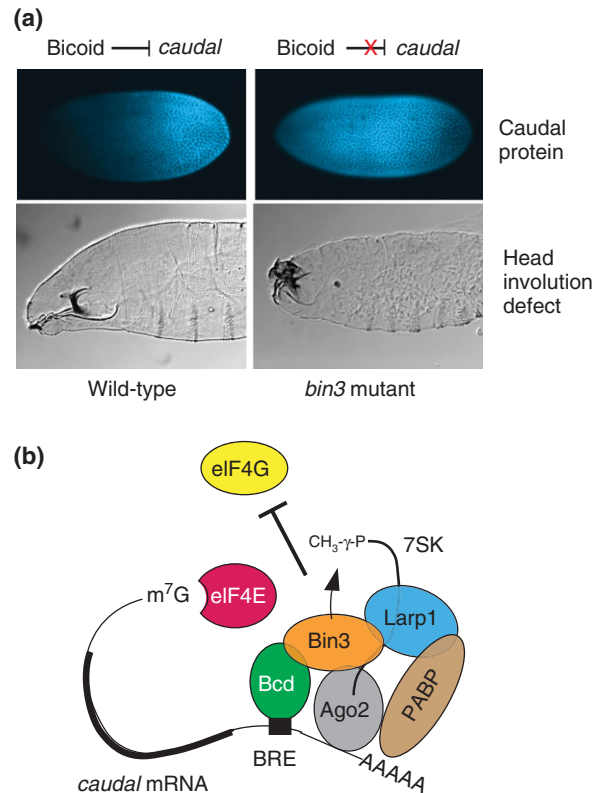 (a)
Bicoid caudal
Bicoid X caudal
Caudal
protein
Head
involution
defect
Wild-type
bin3 mutant
(b)
eIF4G
CH₃-γ-P
7SK
m⁷G
eIF4E
Larp1
Bin3
Bcd
Ago2
PABP
BRE
AAAAA
caudal mRNA